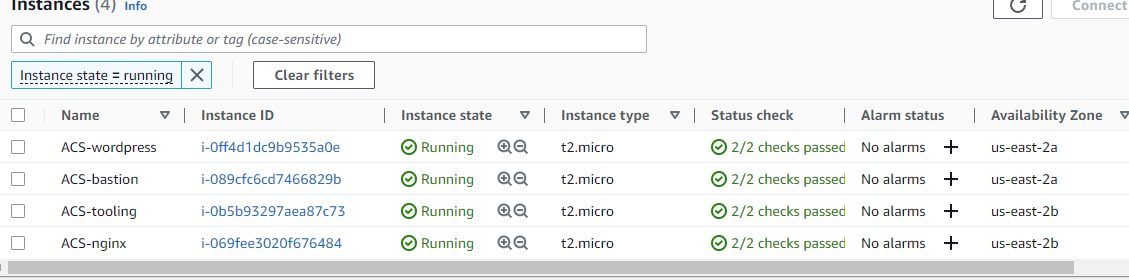 Instances (4) Info
Connect
Find instance by attribute or tag (case-sensitive)
Instance state = running
Clear filters
Name Instance ID Instance state Instance type Status check Alarm status Availability Zone
ACS-wordpress i-0ff4d1dc9b9535a0e Running t2.micro 2/2 checks passed No alarms us-east-2a
ACS-bastion i-089cfc6cd7466829b Running t2.micro 2/2 checks passed No alarms us-east-2a
ACS-tooling i-0b5b93297aea87c73 Running t2.micro 2/2 checks passed No alarms us-east-2b
ACS-nginx i-069fee3020f676484 Running t2.micro 2/2 checks passed No alarms us-east-2b